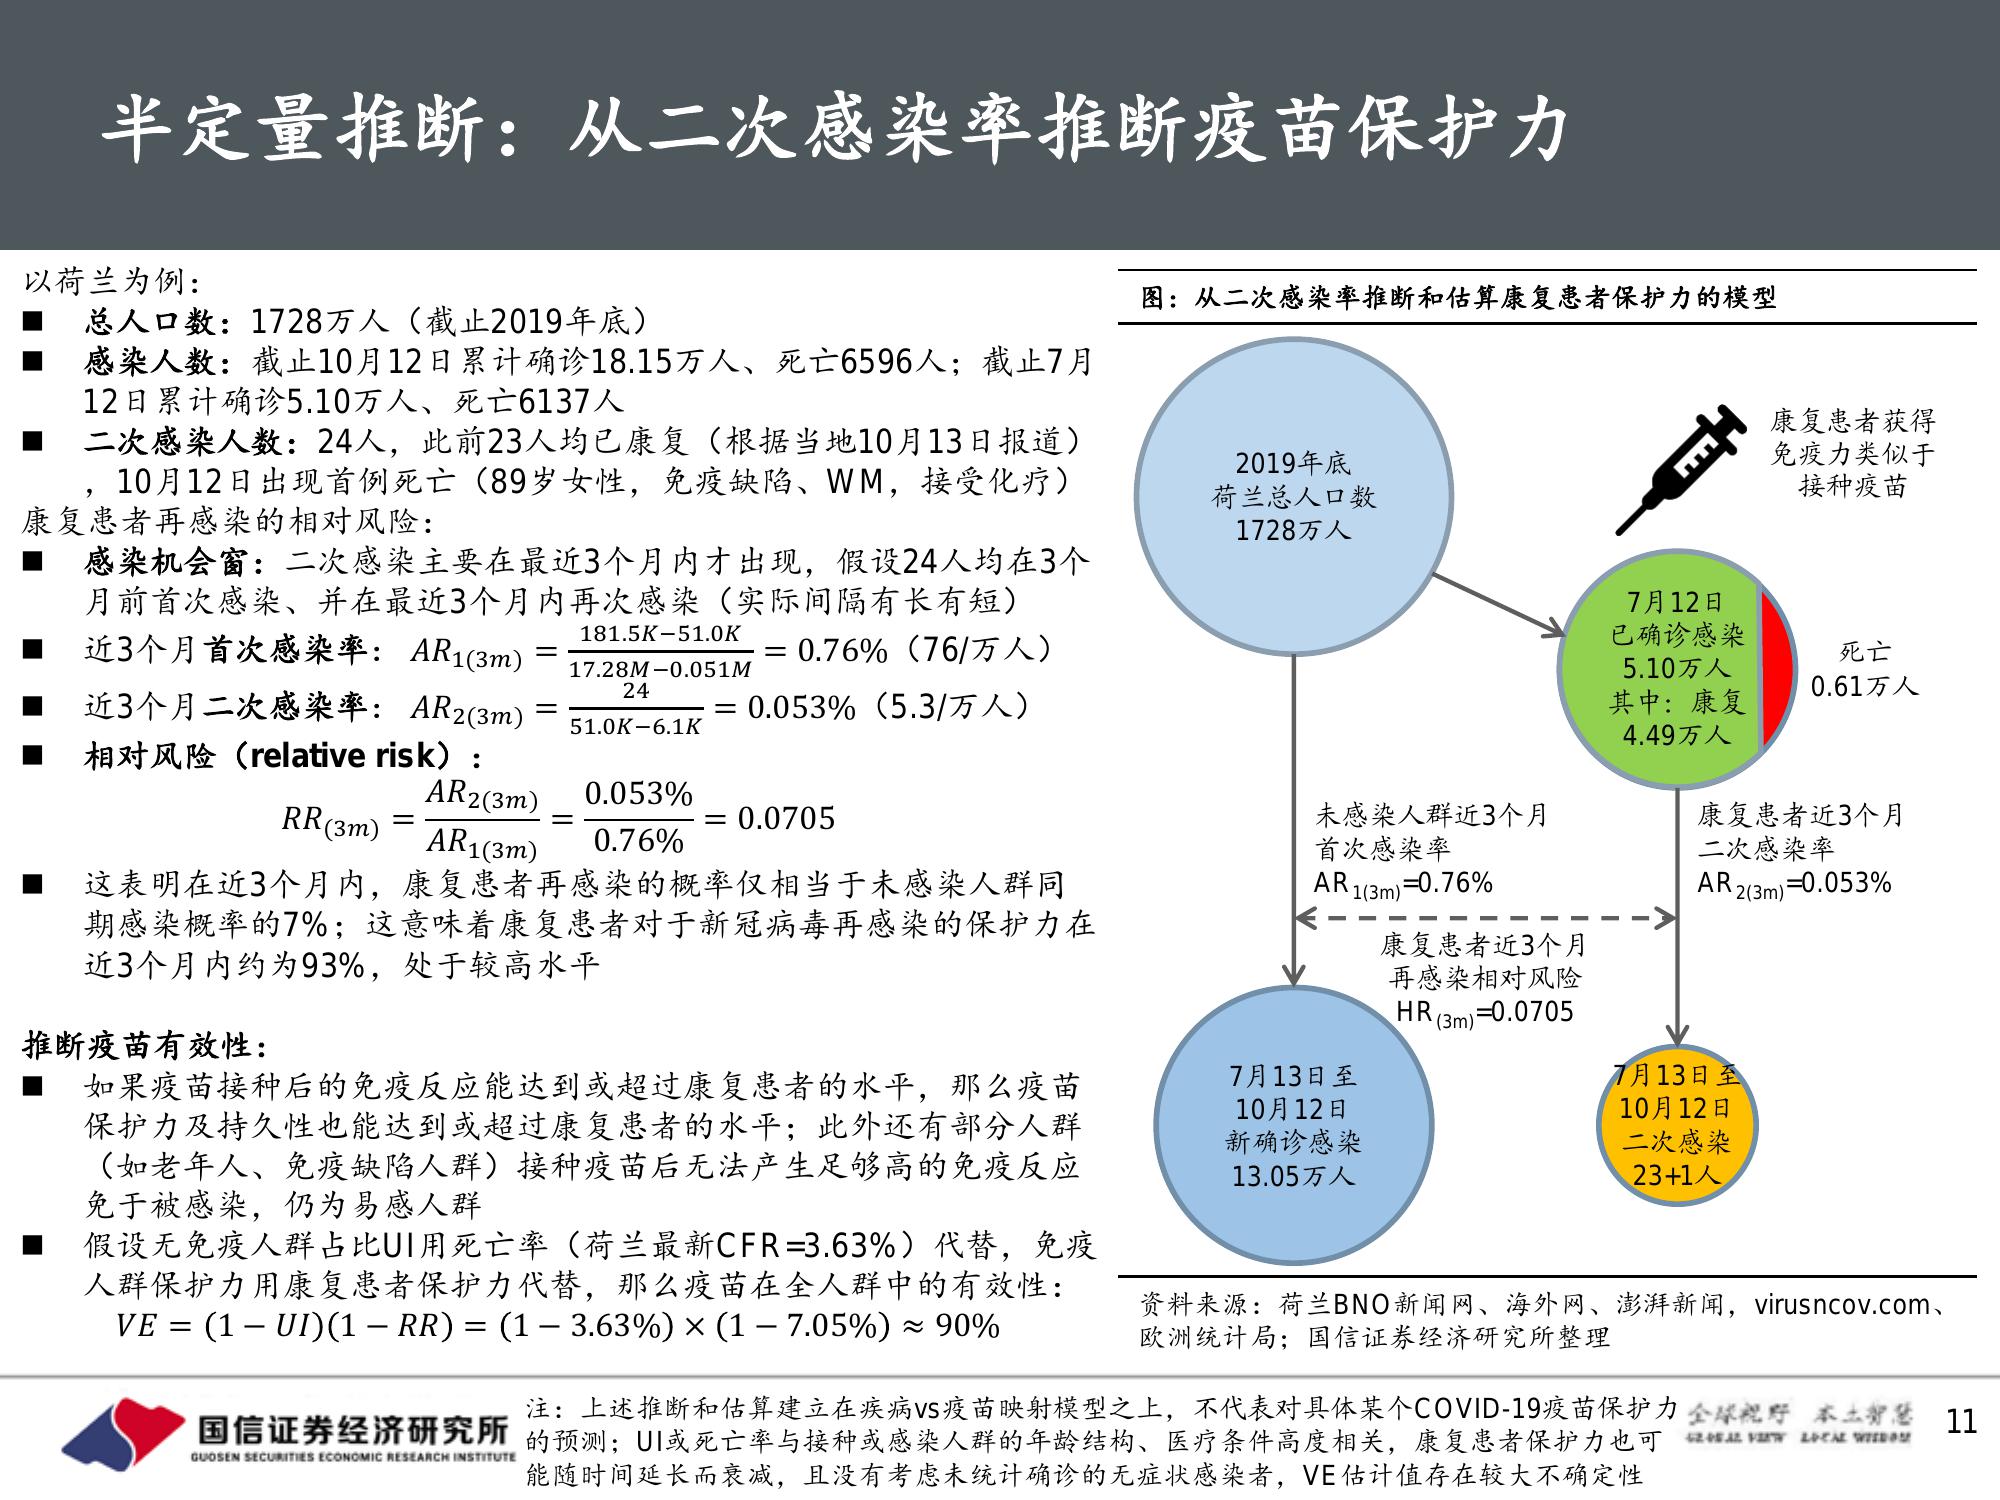 半定量推断：从二次感染率推断疫苗保护力
以荷兰为例：
■ 总人口数：1728万人（截止2019年底）
■ 感染人数：截止10月12日累计确诊18.15万人、死亡6596人；截止7月
12日累计确诊5.10万人、死亡6137人
■ 二次感染人数：24人，此前23人均已康复（根据当地10月13日报道）
，10月12日出现首例死亡（89岁女性，免疫缺陷、WM，接受化疗）
康复患者再感染的相对风险：
■ 感染机会窗：二次感染主要在最近3个月内才出现，假设24人均在3个
月前首次感染、并在最近3个月内再次感染（实际间隔有长有短）
■ 近3个月首次感染率： AR1(3m) = (181.5K−51.0K)/(17.28M−0.051M) = 0.76%（76/万人）
■ 近3个月二次感染率： AR2(3m) = 24/(51.0K−6.1K) = 0.053%（5.3/万人）
■ 相对风险（relative risk）：
RR(3m) = AR2(3m)/AR1(3m) = 0.053%/0.76% = 0.0705
■ 这表明在近3个月内，康复患者再感染的概率仅相当于未感染人群同
期感染概率的7%；这意味着康复患者对于新冠病毒再感染的保护力在
近3个月内约为93%，处于较高水平
推断疫苗有效性：
■ 如果疫苗接种后的免疫反应能达到或超过康复患者的水平，那么疫苗
保护力及持久性也能达到或超过康复患者的水平；此外还有部分人群
（如老年人、免疫缺陷人群）接种疫苗后无法产生足够高的免疫反应
免于被感染，仍为易感人群
■ 假设无免疫人群占比UI用死亡率（荷兰最新CFR=3.63%）代替，免疫
人群保护力用康复患者保护力代替，那么疫苗在全人群中的有效性：
VE = (1 − UI)(1 − RR) = (1 − 3.63%) × (1 − 7.05%) ≈ 90%
图：从二次感染率推断和估算康复患者保护力的模型
2019年底
荷兰总人口数
1728万人
康复患者获得
免疫力类似于
接种疫苗
7月12日
已确诊感染
5.10万人
其中：康复
4.49万人
死亡
0.61万人
未感染人群近3个月
首次感染率
AR1(3m)=0.76%
康复患者近3个月
二次感染率
AR2(3m)=0.053%
康复患者近3个月
再感染相对风险
HR(3m)=0.0705
7月13日至
10月12日
新确诊感染
13.05万人
7月13日至
10月12日
二次感染
23+1人
资料来源：荷兰BNO新闻网、海外网、澎湃新闻，virusncov.com、
欧洲统计局；国信证券经济研究所整理
国信证券经济研究所
GUOSEN SECURITIES ECONOMIC RESEARCH INSTITUTE
注：上述推断和估算建立在疾病vs疫苗映射模型之上，不代表对具体某个COVID-19疫苗保护力
的预测；UI或死亡率与接种或感染人群的年龄结构、医疗条件高度相关，康复患者保护力也可
能随时间延长而衰减，且没有考虑未统计确诊的无症状感染者，VE估计值存在较大不确定性
全球视野 本土智慧
GLOBAL VIEW LOCAL WISDOM
11